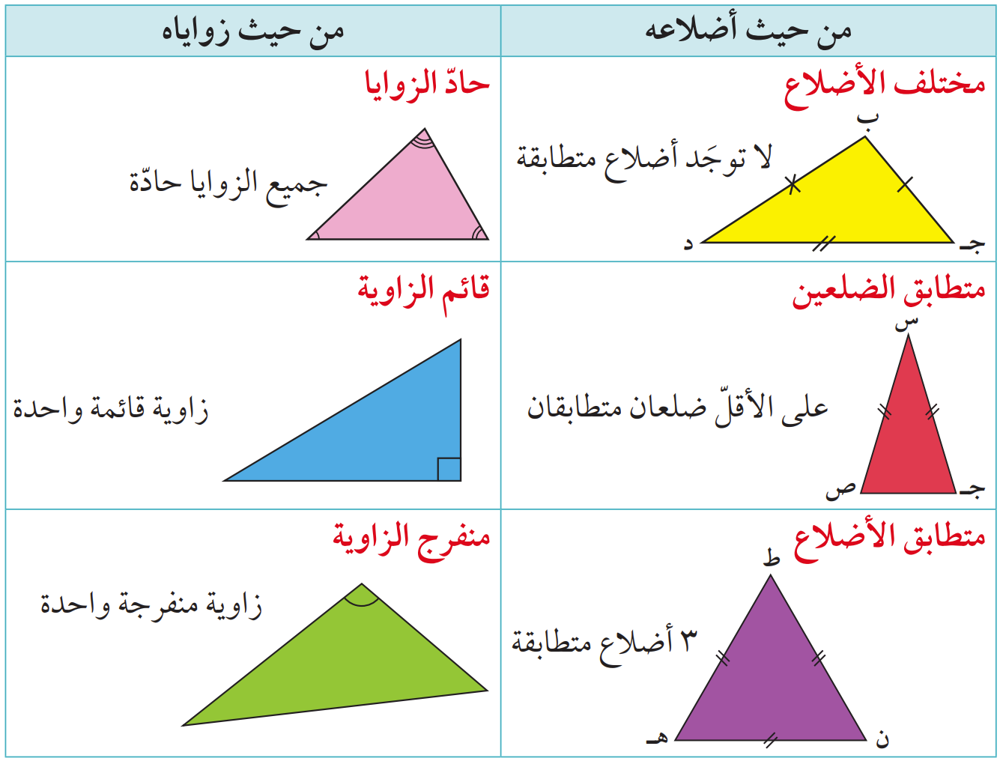 من حيث أضلاعه
من حيث زواياه
مختلف الأضلاع
ب
لا توجَد أضلاع متطابقة
د
جـ
حادّ الزوايا
جميع الزوايا حادّة
متطابق الضلعين
س
على الأقلّ ضلعان متطابقان
ص
جـ
قائم الزاوية
زاوية قائمة واحدة
متطابق الأضلاع
ط
٣ أضلاع متطابقة
هـ
ن
منفرج الزاوية
زاوية منفرجة واحدة